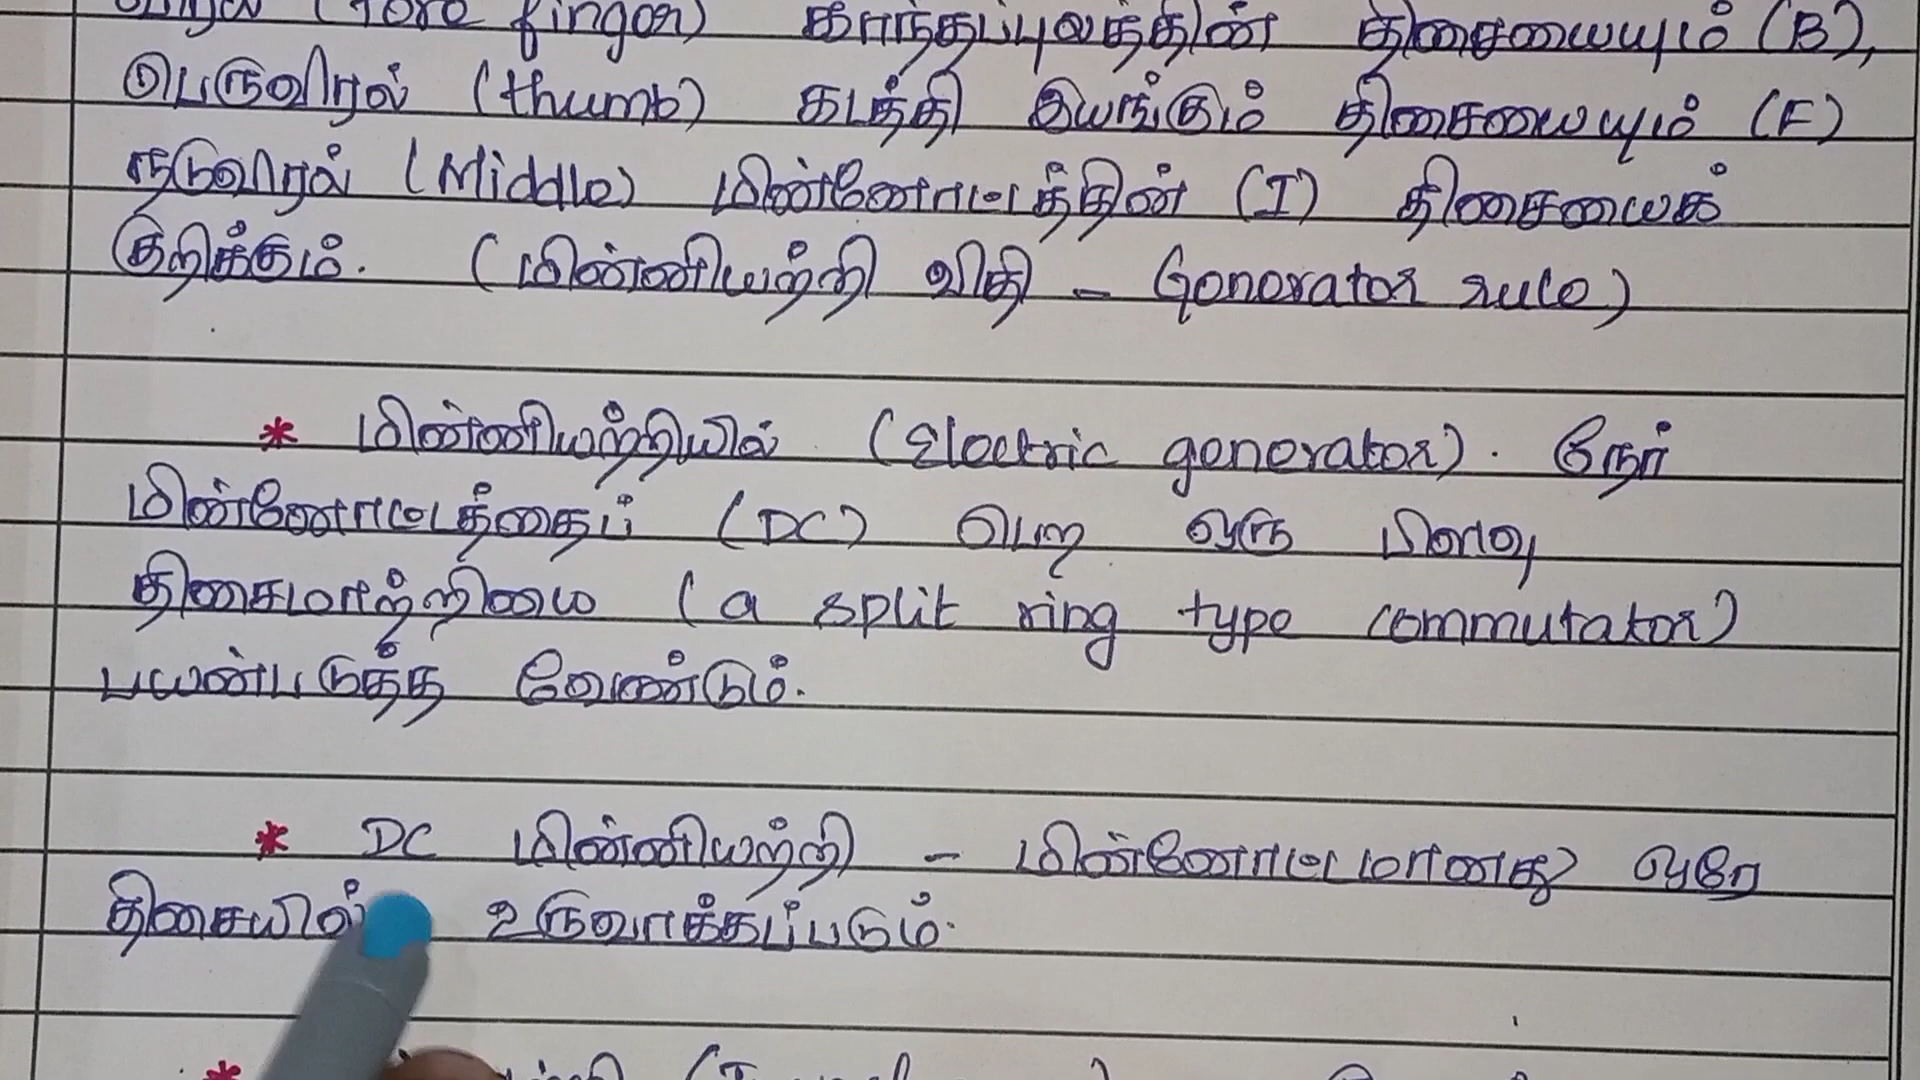 (Fore finger) காந்தப்புலத்தின் திசையையும் (B),
பெருவிரல் (thumb) கடத்தி இயங்கும் திசையையும் (F)
நடுவிரல் (Middle) மின்னோட்டத்தின் (I) திசையைக்
குறிக்கும். (மின்னியற்றி விதி - Generator rule)
* மின்னியற்றியில் (Electric generator). நேர்
மின்னோட்டத்தைப் (DC) பெற ஒரு பிளவு
திசைமாற்றியை (a split ring type commutator)
பயன்படுத்த வேண்டும்.
* DC மின்னியற்றி - மின்னோட்டமானது ஒரே
திசையில் உருவாக்கப்படும்.